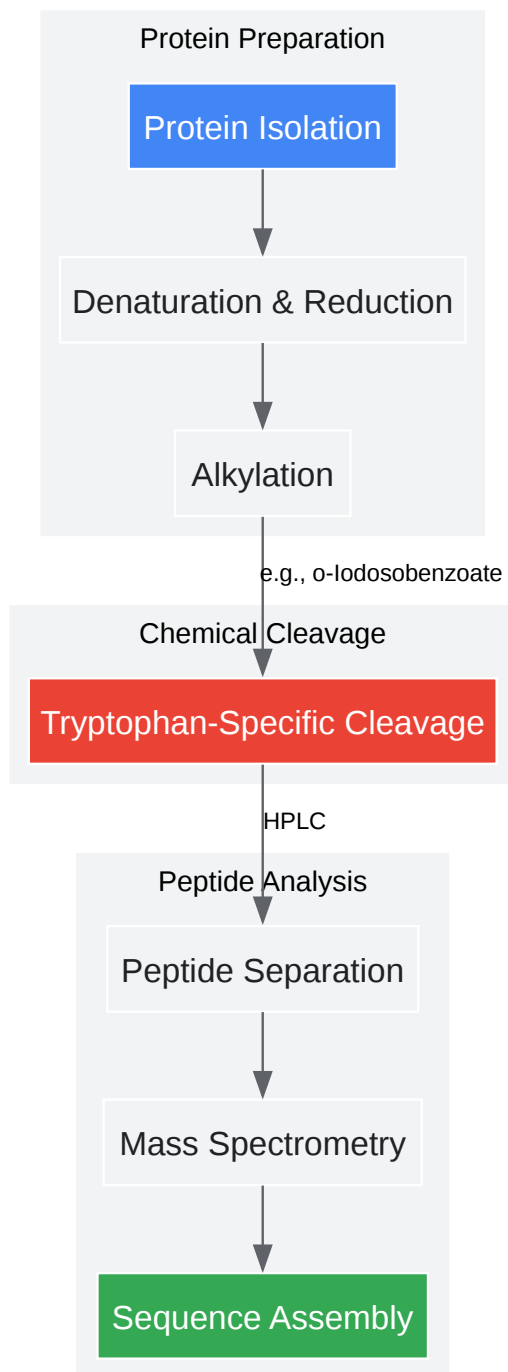 Protein Preparation
Protein Isolation
Denaturation & Reduction
Alkylation
e.g., o-Iodosobenzoate
Chemical Cleavage
Tryptophan-Specific Cleavage
HPLC
Peptide Analysis
Peptide Separation
Mass Spectrometry
Sequence Assembly